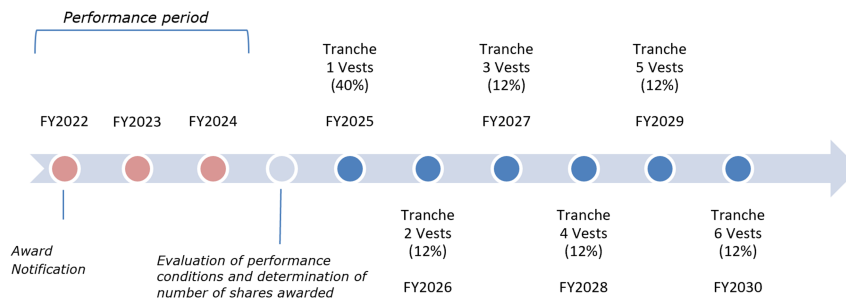 Performance period
Tranche
1 Vests
(40%)
Tranche
3 Vests
(12%)
Tranche
5 Vests
(12%)
FY2022
FY2023
FY2024
FY2025
FY2027
FY2029
Award
Notification
Evaluation of performance
conditions and determination of
number of shares awarded
Tranche
2 Vests
(12%)
FY2026
Tranche
4 Vests
(12%)
FY2028
Tranche
6 Vests
(12%)
FY2030